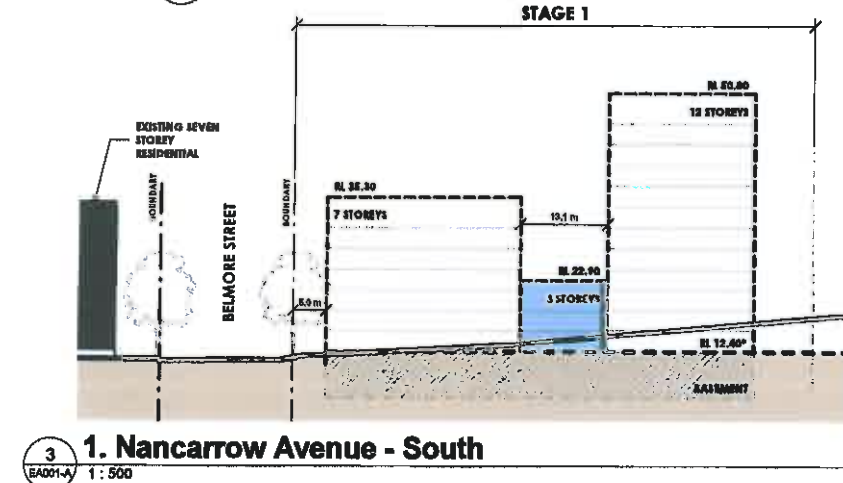 STAGE 1
RL 50.80
12 STOREYS
EXISTING SEVEN
STOREY
RESIDENTIAL
BOUNDARY
BELMORE STREET
BOUNDARY
RL 35.30
7 STOREYS
13.1 m
RL 22.90
3 STOREYS
5.0 m
RL 12.40*
BASEMENT
3
EA001-A
1. Nancarrow Avenue - South
1 : 500